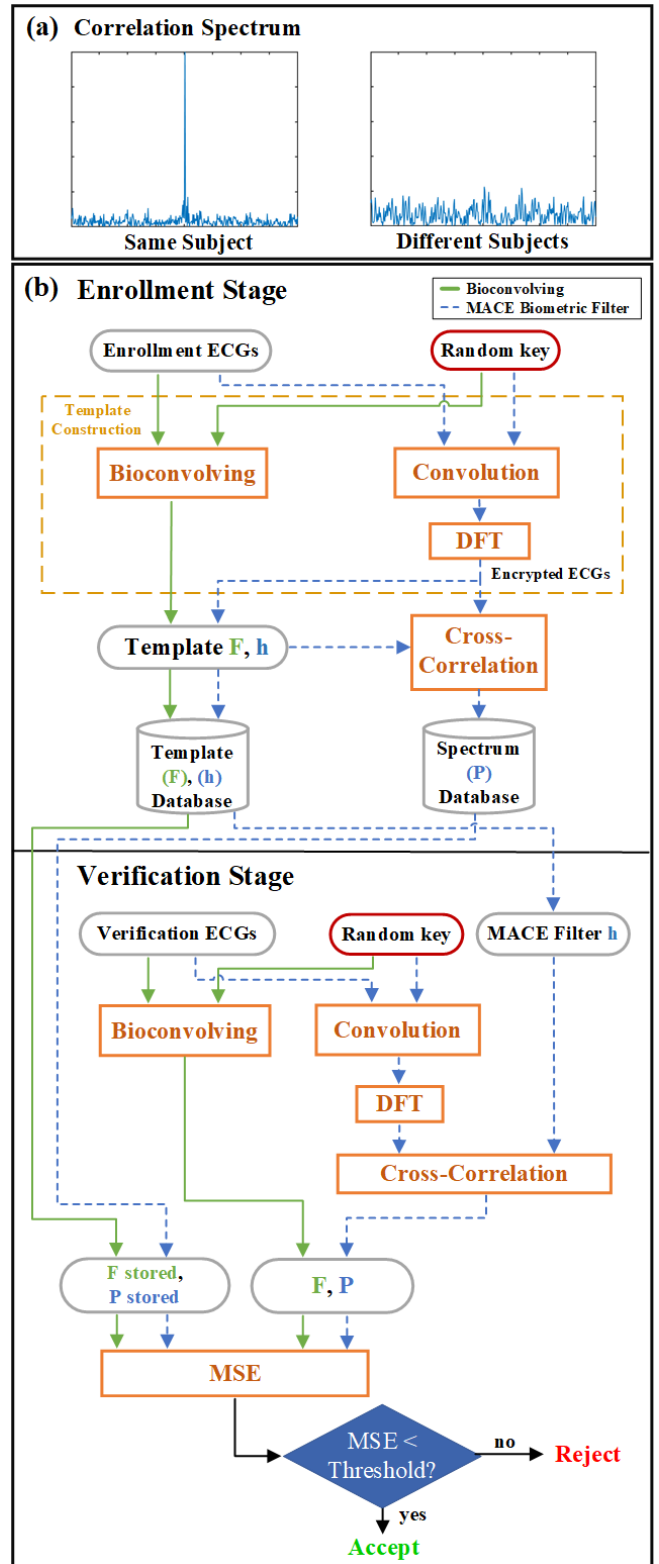 (a) Correlation Spectrum
Same Subject
Different Subjects
(b) Enrollment Stage
Bioconvolving
MACE Biometric Filter
Enrollment ECGs
Random key
Template
Construction
Bioconvolving
Convolution
DFT
Encrypted ECGs
Template F, h
Cross-
Correlation
Template
(F), (h)
Database
Spectrum
(P)
Database
Verification Stage
Verification ECGs
Random key
MACE Filter h
Bioconvolving
Convolution
DFT
Cross-Correlation
F stored,
P stored
F, P
MSE
MSE <
Threshold?
no
Reject
yes
Accept